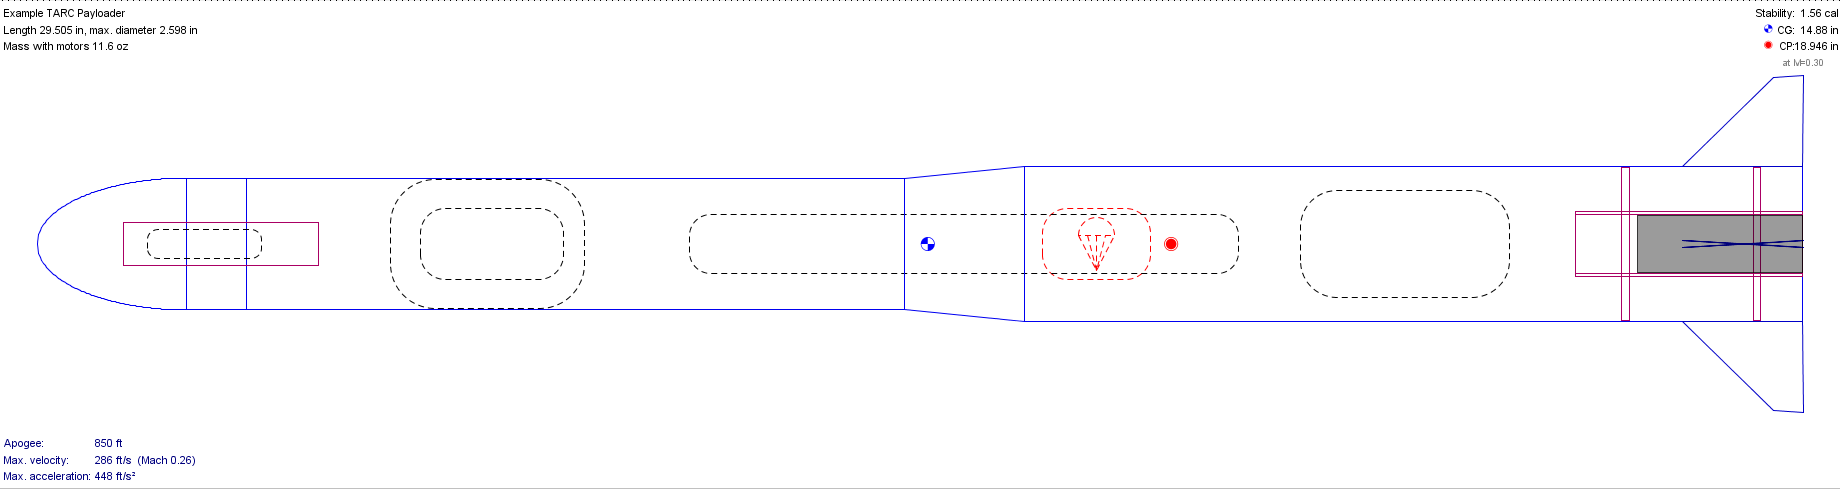 Example TARC Payloader
Length 29.505 in, max. diameter 2.598 in
Mass with motors 11.6 oz
Stability: 1.56 cal
CG: 14.88 in
CP:18.946 in
at M=0.30
Apogee: 850 ft
Max. velocity: 286 ft/s (Mach 0.26)
Max. acceleration: 448 ft/s²